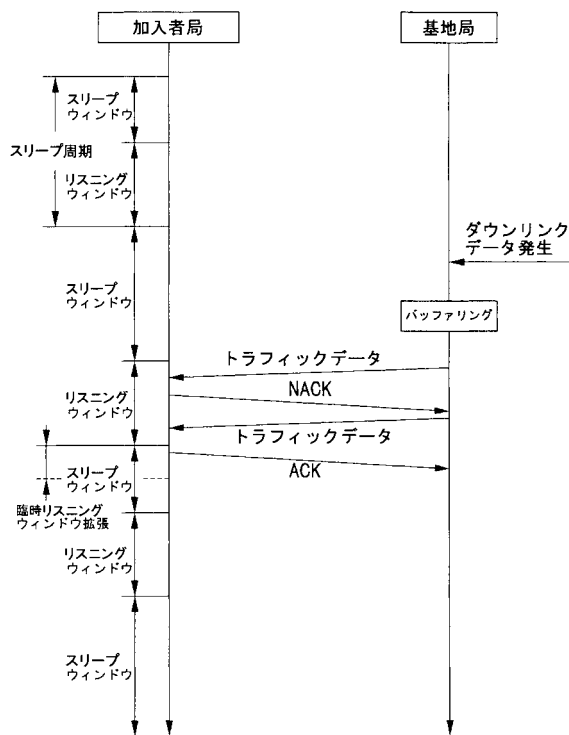 加入者局
基地局
スリープ
ウィンドウ
スリープ周期
リスニング
ウィンドウ
ダウンリンク
データ発生
スリープ
ウィンドウ
バッファリング
トラフィックデータ
NACK
リスニング
ウィンドウ
トラフィックデータ
ACK
スリープ
ウィンドウ
臨時リスニング
ウィンドウ拡張
リスニング
ウィンドウ
スリープ
ウィンドウ